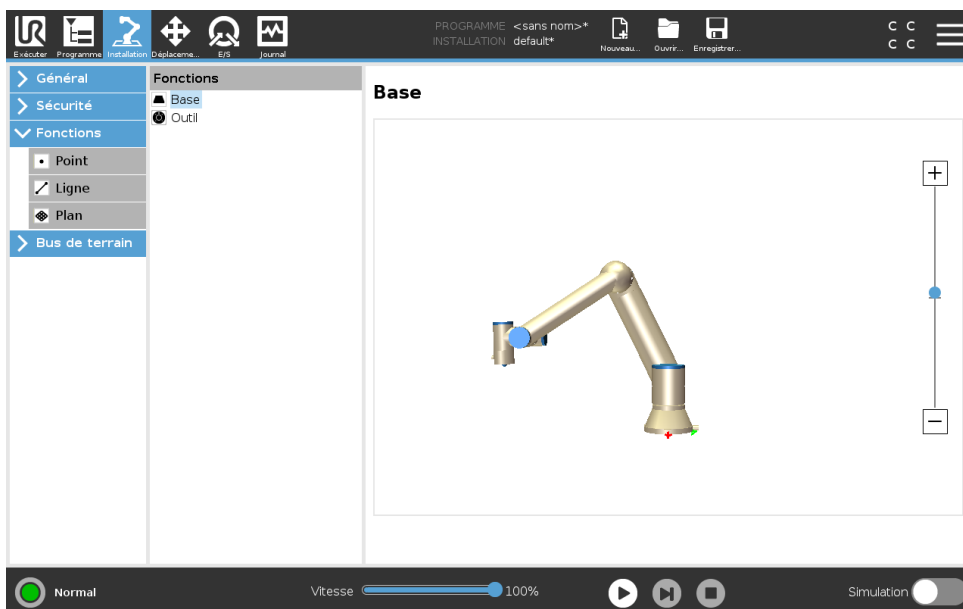 PROGRAMME <sans nom>*
INSTALLATION default*
UR
Exécuter
Programme
Installation
Déplaceme...
E/S
Journal
Nouveau...
Ouvrir...
Enregistrer...
C C
C C
Général
Sécurité
Fonctions
Point
Ligne
Plan
Bus de terrain
Fonctions
Base
Outil
Base
Normal
Vitesse
100%
Simulation